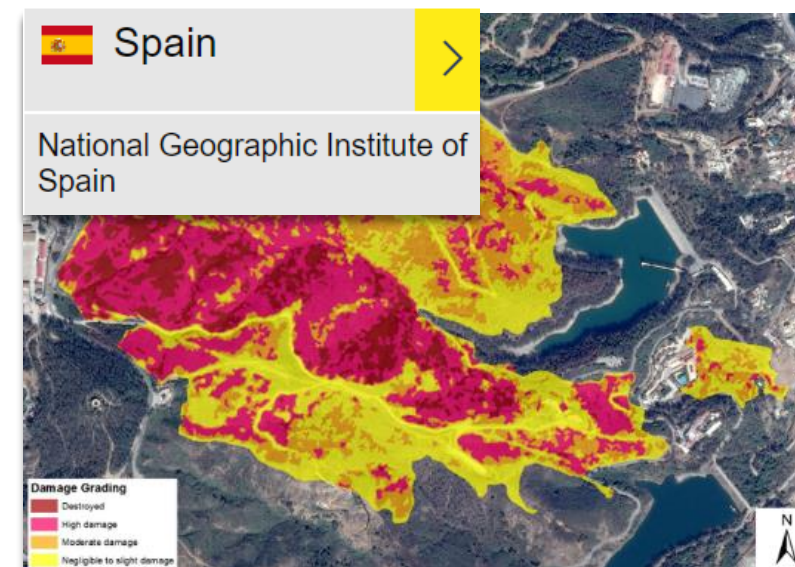 Spain
National Geographic Institute of
Spain
Damage Grading
Destroyed
High damage
Moderate damage
Negligible to slight damage
N